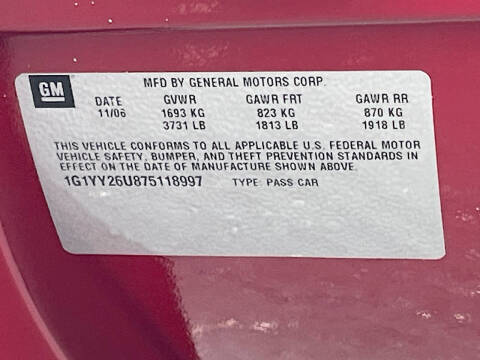 GM
MFD BY GENERAL MOTORS CORP.
DATE GVWR GAWR FRT GAWR RR
11/06 1693 KG 823 KG 870 KG
3731 LB 1813 LB 1918 LB
THIS VEHICLE CONFORMS TO ALL APPLICABLE U.S. FEDERAL MOTOR
VEHICLE SAFETY, BUMPER, AND THEFT PREVENTION STANDARDS IN
EFFECT ON THE DATE OF MANUFACTURE SHOWN ABOVE.
1G1YY26U875118997 TYPE: PASS CAR